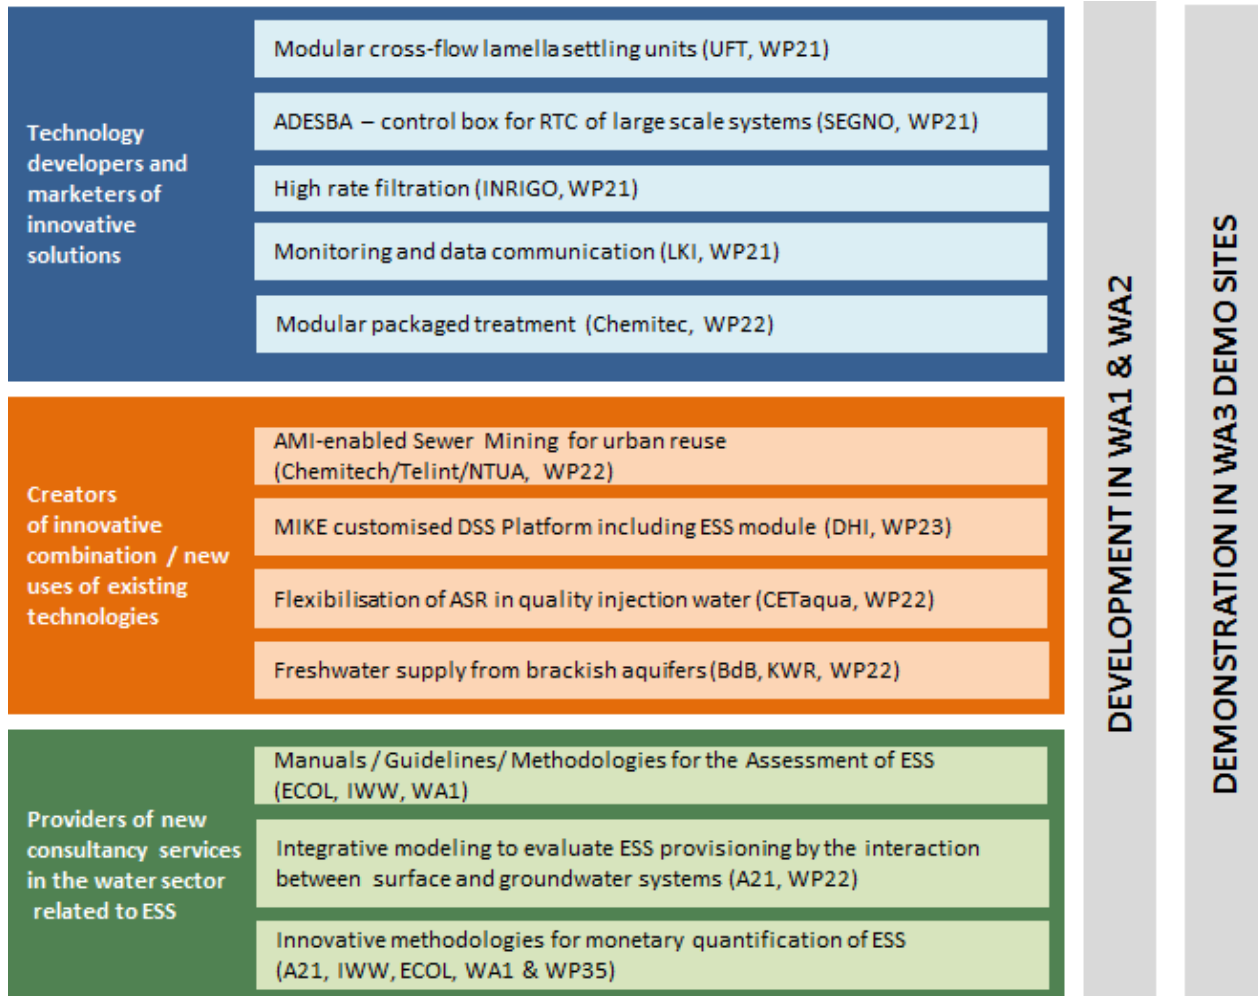 Technology
developers and
marketers of
innovative
solutions
Modular cross-flow lamella settling units (UFT, WP21)
ADESBA – control box for RTC of large scale systems (SEGNO, WP21)
High rate filtration (INRIGO, WP21)
Monitoring and data communication (LKI, WP21)
Modular packaged treatment (Chemitec, WP22)
Creators
of innovative
combination / new
uses of existing
technologies
AMI-enabled Sewer Mining for urban reuse
(Chemitech/Telint/NTUA, WP22)
MIKE customised DSS Platform including ESS module (DHI, WP23)
Flexibilisation of ASR in quality injection water (CETaqua, WP22)
Freshwater supply from brackish aquifers (BdB, KWR, WP22)
Providers of new
consultancy services
in the water sector
related to ESS
Manuals / Guidelines/ Methodologies for the Assessment of ESS
(ECOL, IWW, WA1)
Integrative modeling to evaluate ESS provisioning by the interaction
between surface and groundwater systems (A21, WP22)
Innovative methodologies for monetary quantification of ESS
(A21, IWW, ECOL, WA1 & WP35)
DEVELOPMENT IN WA1 & WA2
DEMONSTRATION IN WA3 DEMO SITES